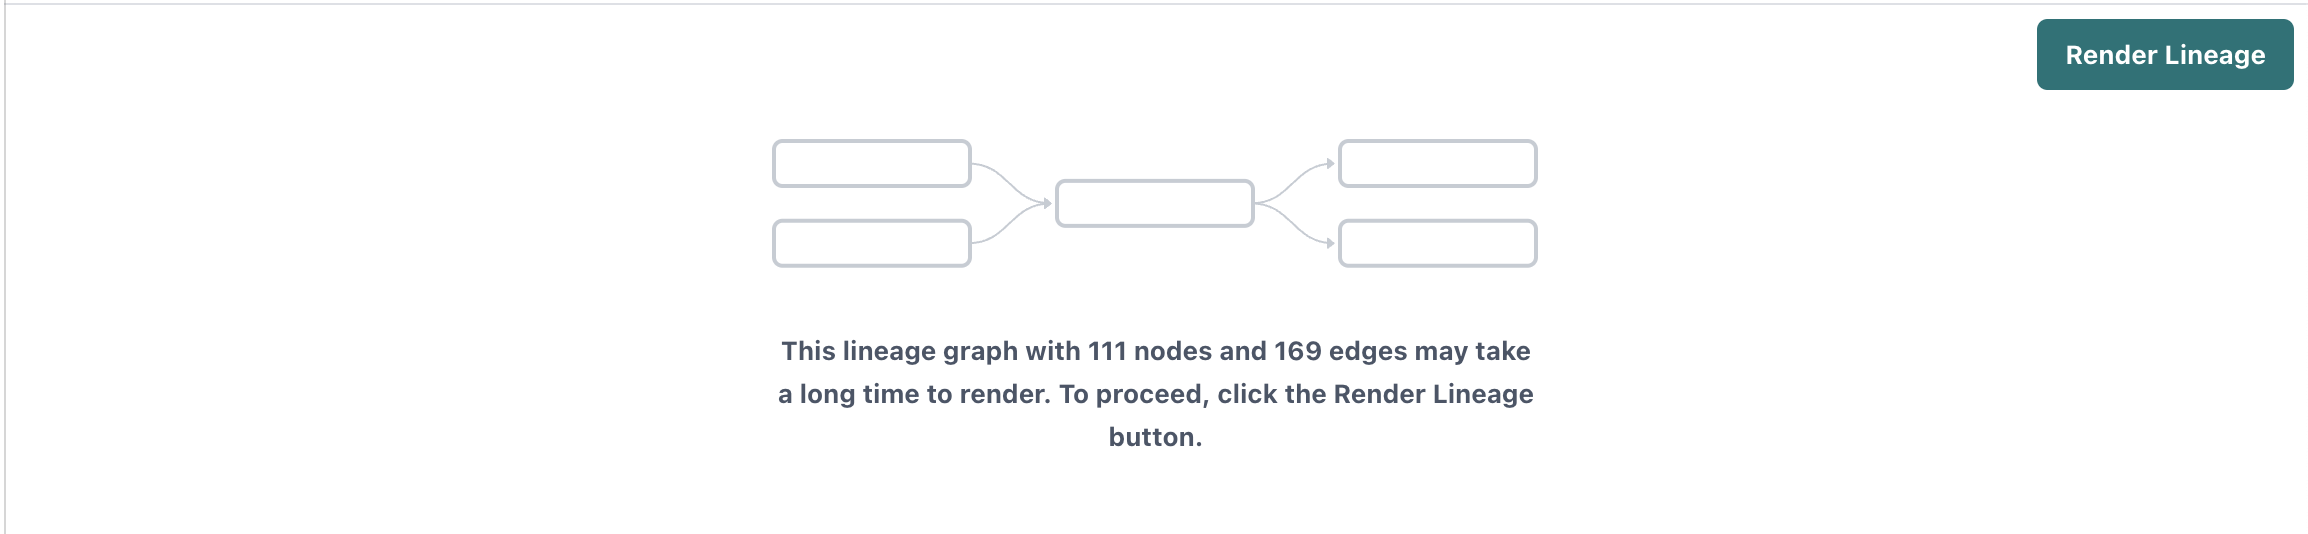 Render Lineage
This lineage graph with 111 nodes and 169 edges may take
a long time to render. To proceed, click the Render Lineage
button.